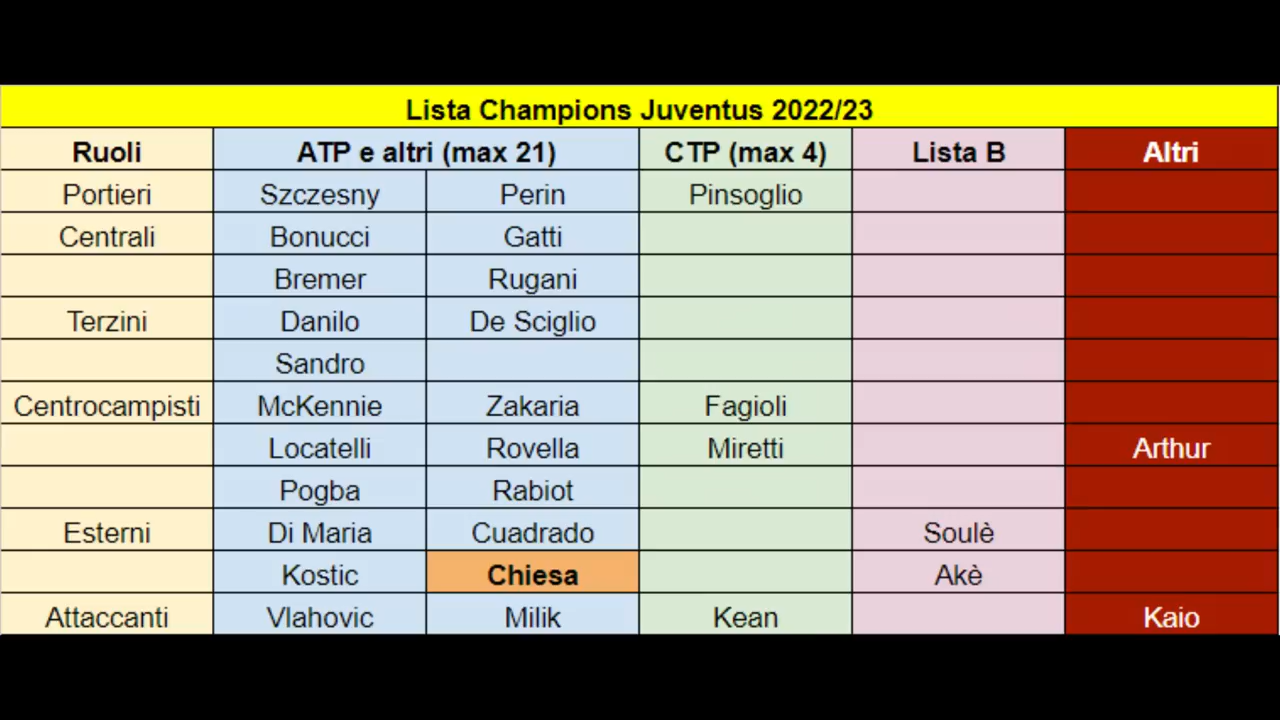 Lista Champions Juventus 2022/23
Ruoli ATP e altri (max 21) CTP (max 4) Lista B Altri
Portieri Szczesny Perin Pinsoglio
Centrali Bonucci Gatti
Bremer Rugani
Terzini Danilo De Sciglio
Sandro
Centrocampisti McKennie Zakaria Fagioli
Locatelli Rovella Miretti Arthur
Pogba Rabiot
Esterni Di Maria Cuadrado Soulè
Kostic Chiesa Akè
Attaccanti Vlahovic Milik Kean Kaio